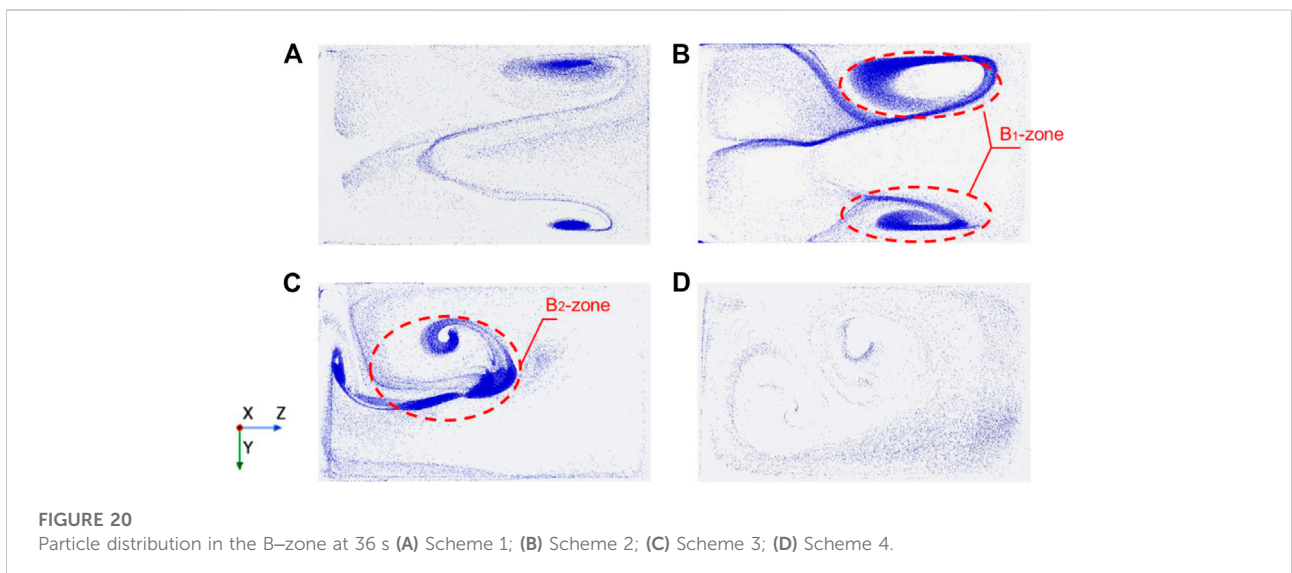 A
B
B1-zone
C
B2-zone
D
X
Z
Y
FIGURE 20
Particle distribution in the B–zone at 36 s (A) Scheme 1; (B) Scheme 2; (C) Scheme 3; (D) Scheme 4.